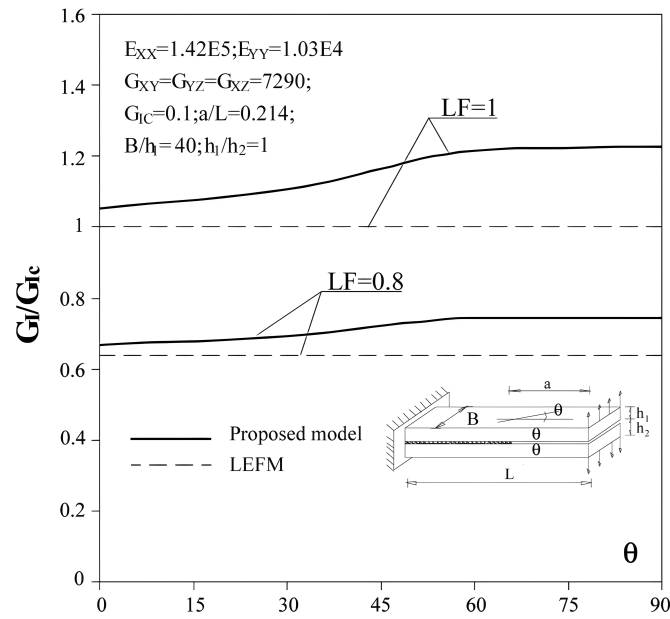 1.6
E_XX=1.42E5;E_YY=1.03E4
G_XY=G_YZ=G_XZ=7290;
G_IC=0.1;a/L=0.214;
B/h_1=40;h_1/h_2=1
LF=1
1.4
1.2
1
LF=0.8
0.8
G_I/G_Ic
0.6
a
θ
B
h_1
h_2
θ
θ
L
0.4
Proposed model
LEFM
0.2
θ
0
0
15
30
45
60
75
90